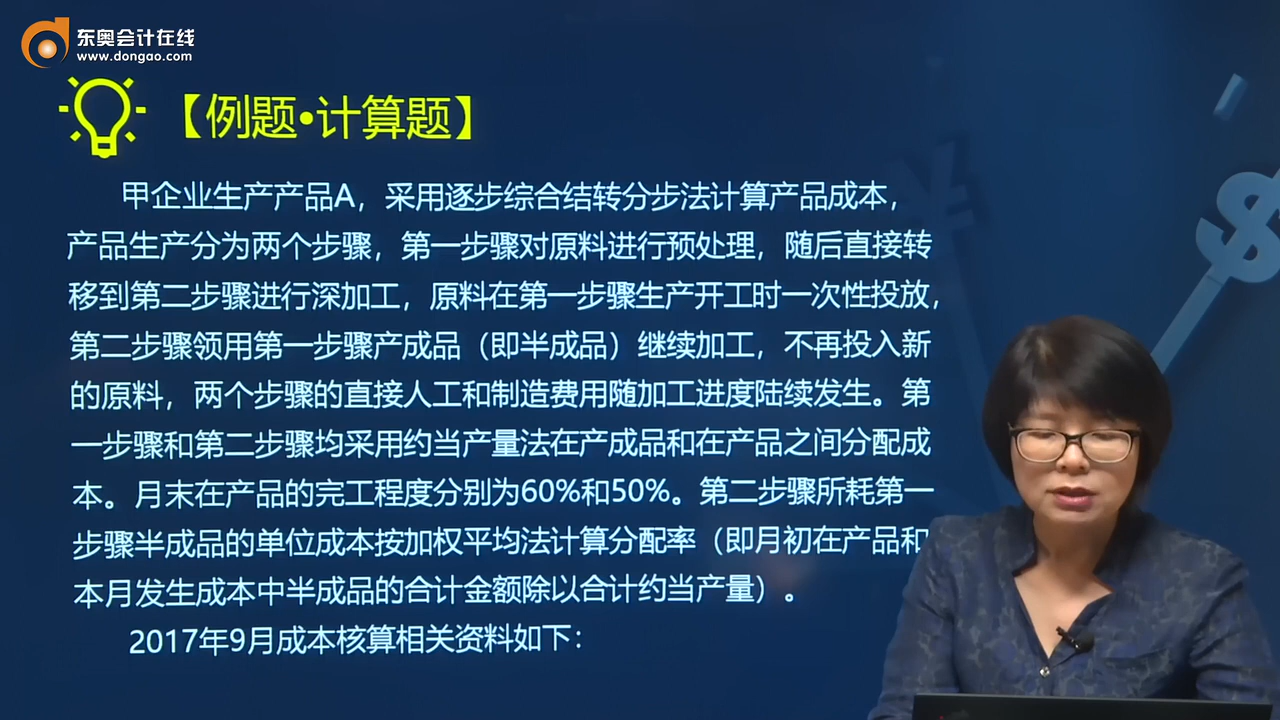 东奥会计在线
www.dongao.com
【例题•计算题】
甲企业生产产品A，采用逐步综合结转分步法计算产品成本，
产品生产分为两个步骤，第一步骤对原料进行预处理，随后直接转
移到第二步骤进行深加工，原料在第一步骤生产开工时一次性投放，
第二步骤领用第一步骤产成品（即半成品）继续加工，不再投入新
的原料，两个步骤的直接人工和制造费用随加工进度陆续发生。第
一步骤和第二步骤均采用约当产量法在产成品和在产品之间分配成
本。月末在产品的完工程度分别为60%和50%。第二步骤所耗第一
步骤半成品的单位成本按加权平均法计算分配率（即月初在产品和
本月发生成本中半成品的合计金额除以合计约当产量）。
2017年9月成本核算相关资料如下：